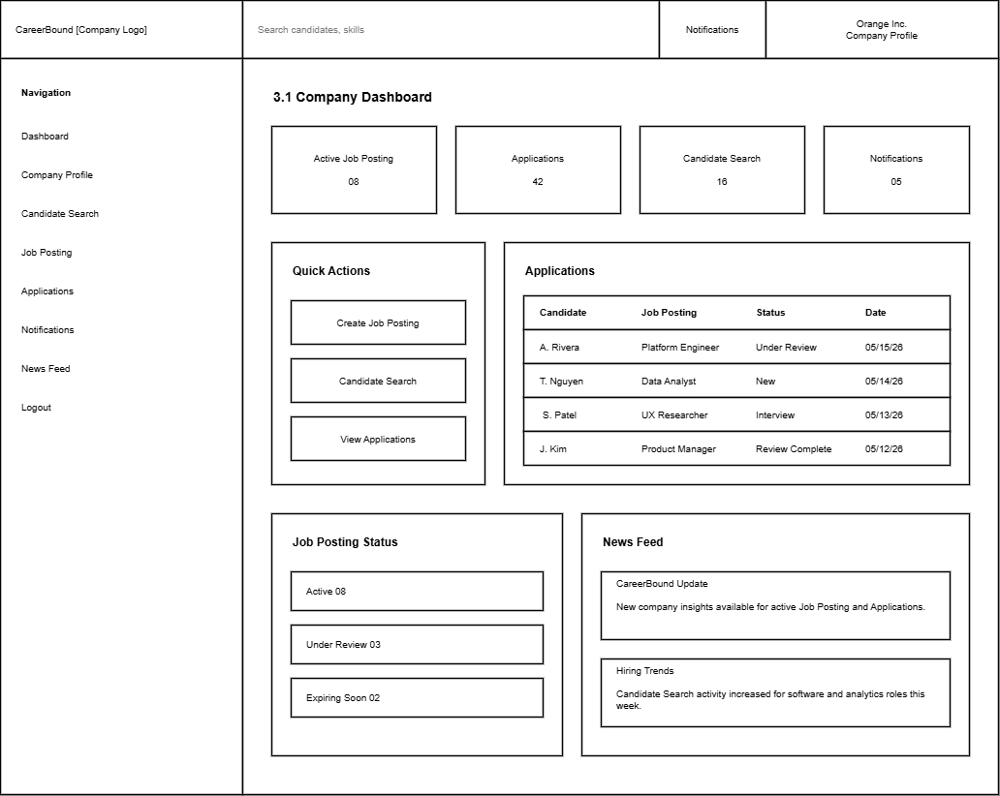 CareerBound [Company Logo]
Search candidates, skills
Notifications
Orange Inc.
Company Profile
Navigation
Dashboard
Company Profile
Candidate Search
Job Posting
Applications
Notifications
News Feed
Logout
3.1 Company Dashboard
Active Job Posting
08
Applications
42
Candidate Search
16
Notifications
05
Quick Actions
Create Job Posting
Candidate Search
View Applications
Applications
Candidate Job Posting Status Date
A. Rivera Platform Engineer Under Review 05/15/26
T. Nguyen Data Analyst New 05/14/26
S. Patel UX Researcher Interview 05/13/26
J. Kim Product Manager Review Complete 05/12/26
Job Posting Status
Active 08
Under Review 03
Expiring Soon 02
News Feed
CareerBound Update
New company insights available for active Job Posting and Applications.
Hiring Trends
Candidate Search activity increased for software and analytics roles this
week.